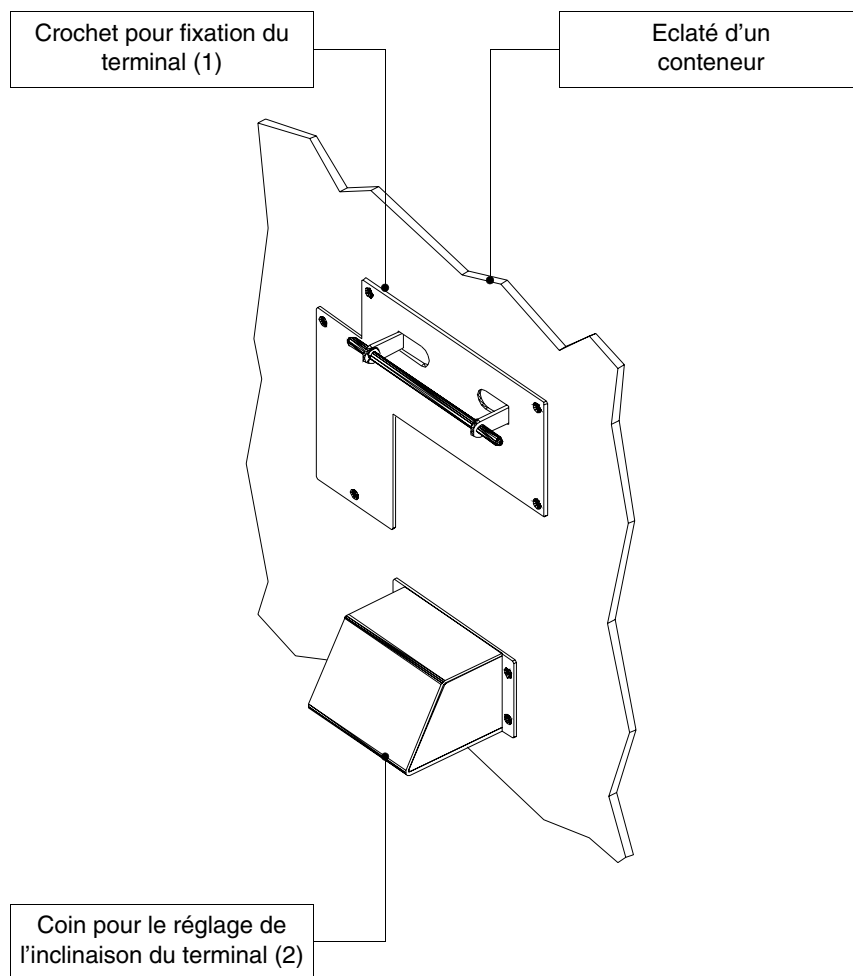 Crochet pour fixation du
terminal (1)
Eclaté d’un
conteneur
Coin pour le réglage de
l’inclinaison du terminal (2)